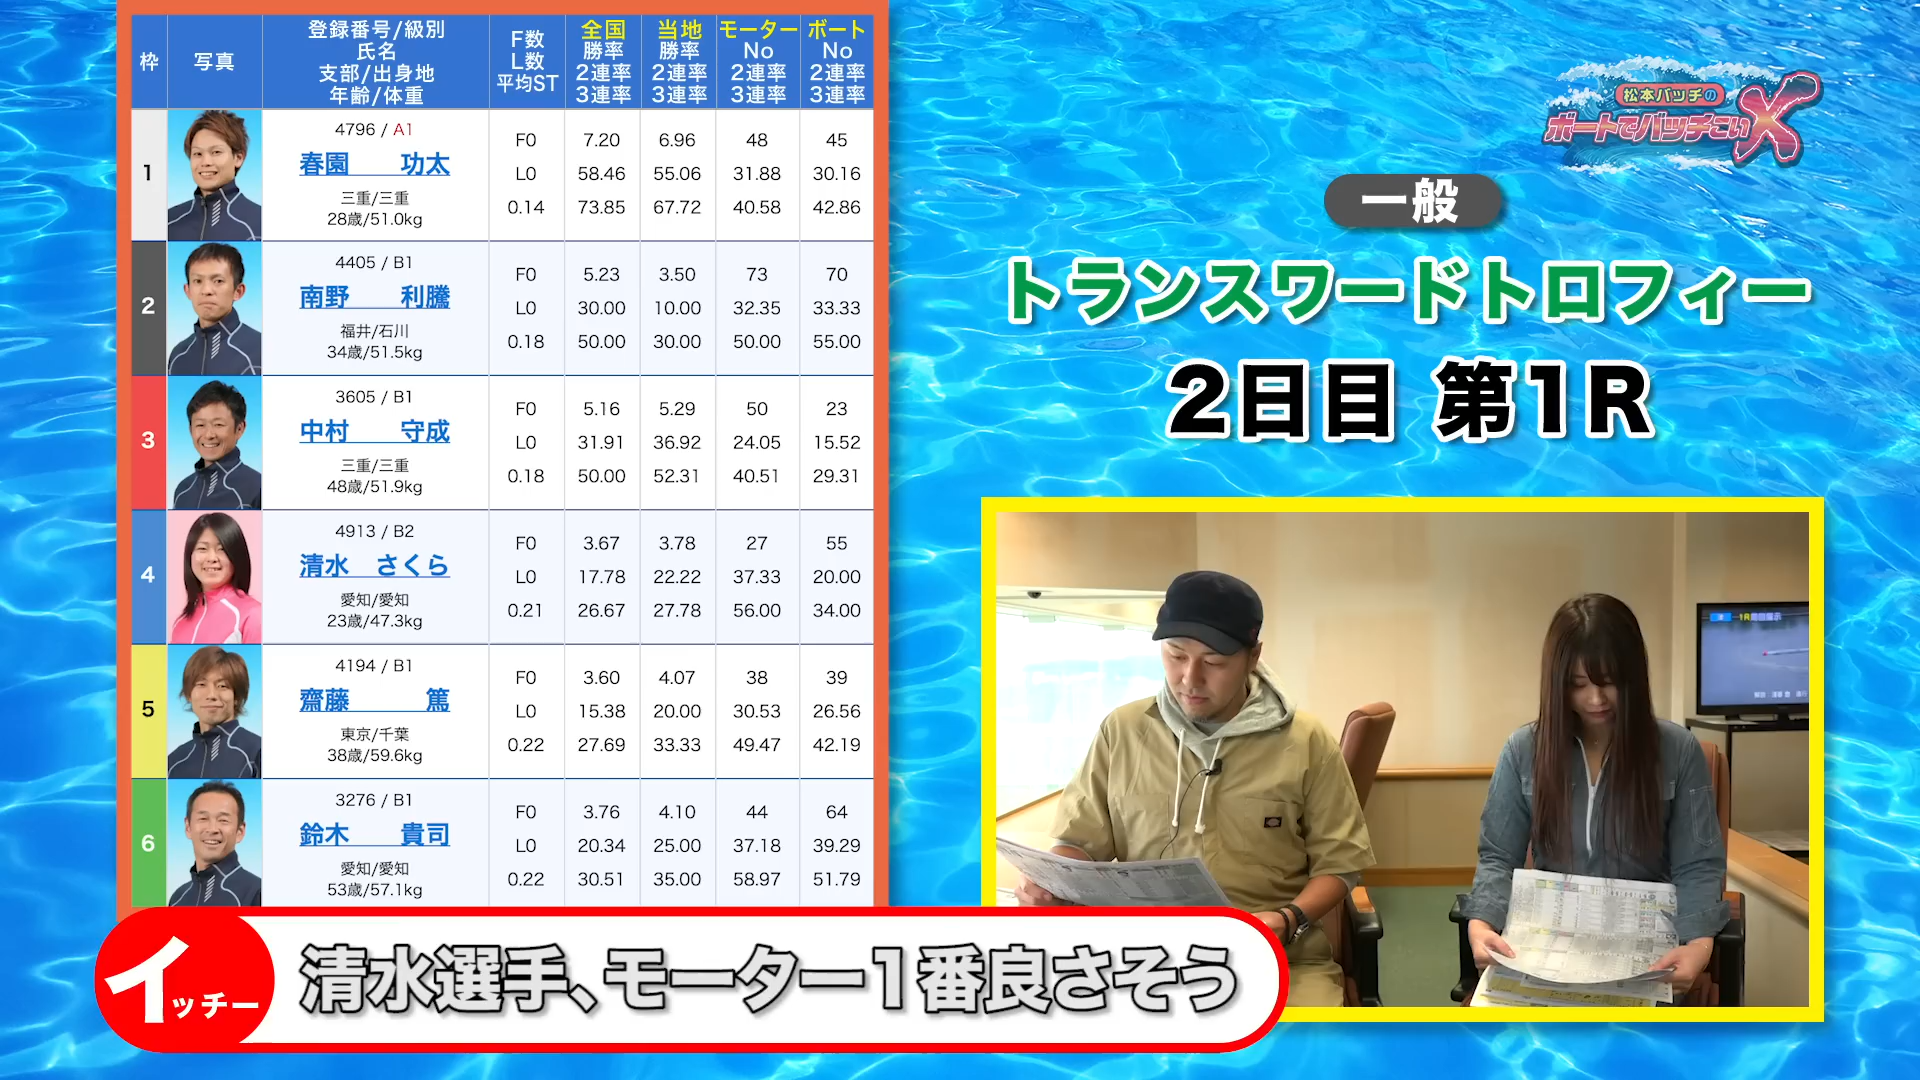 枠
写真
登録番号/級別
氏名
支部/出身地
年齢/体重
F数
L数
平均ST
全国
勝率
2連率
3連率
当地
勝率
2連率
3連率
モーター
No
2連率
3連率
ボート
No
2連率
3連率
1
4796 / A1
春園 功太
三重/三重
28歳/51.0kg
F0 7.20 6.96 48 45
L0 58.46 55.06 31.88 30.16
0.14 73.85 67.72 40.58 42.86
2
4405 / B1
南野 利騰
福井/石川
34歳/51.5kg
F0 5.23 3.50 73 70
L0 30.00 10.00 32.35 33.33
0.18 50.00 30.00 50.00 55.00
3
3605 / B1
中村 守成
三重/三重
48歳/51.9kg
F0 5.16 5.29 50 23
L0 31.91 36.92 24.05 15.52
0.18 50.00 52.31 40.51 29.31
4
4913 / B2
清水 さくら
愛知/愛知
23歳/47.3kg
F0 3.67 3.78 27 55
L0 17.78 22.22 37.33 20.00
0.21 26.67 27.78 56.00 34.00
5
4194 / B1
齋藤 篤
東京/千葉
38歳/59.6kg
F0 3.60 4.07 38 39
L0 15.38 20.00 30.53 26.56
0.22 27.69 33.33 49.47 42.19
6
3276 / B1
鈴木 貴司
愛知/愛知
53歳/57.1kg
F0 3.76 4.10 44 64
L0 20.34 25.00 37.18 39.29
0.22 30.51 35.00 58.97 51.79
松本バッチの
ボートでバッチこいX
一般
トランスワードトロフィー
2日目 第1R
イッチー
清水選手、モーター1番良さそう